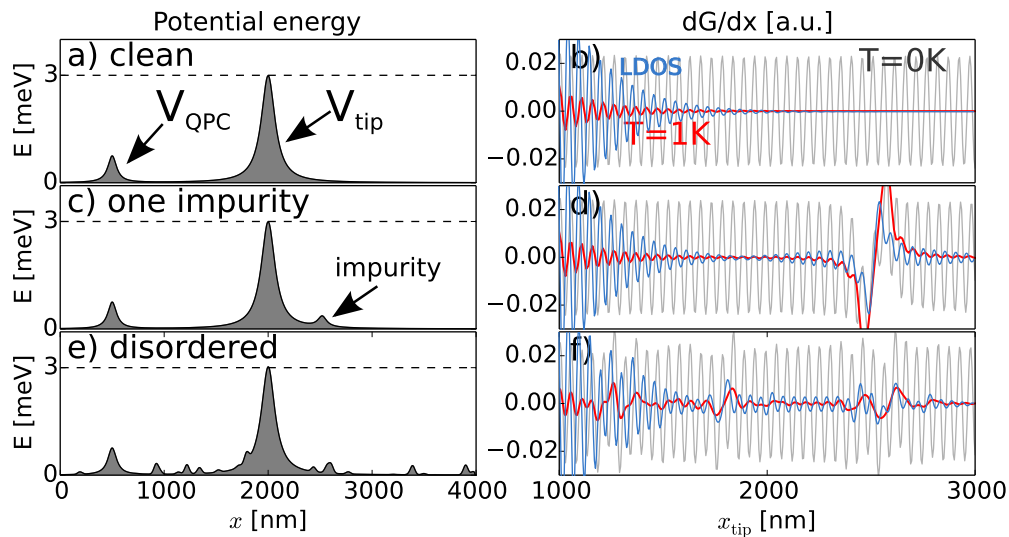 Potential energy
dG/dx [a.u.]
a) clean
3
V_QPC
V_tip
E [meV]
0
b)
LDOS
T=0K
T=1K
0.02
0.00
−0.02
c) one impurity
3
impurity
E [meV]
0
d)
0.02
0.00
−0.02
e) disordered
3
E [meV]
0
0 1000 2000 3000 4000
x [nm]
f)
0.02
0.00
−0.02
1000 2000 3000
x_tip [nm]